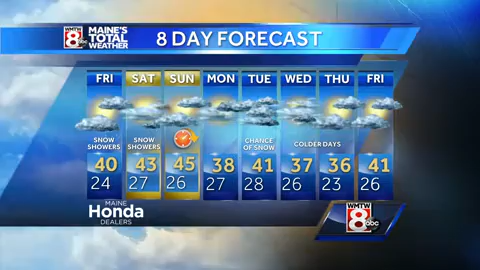 WMTW
8 abc
MAINE'S
TOTAL
WEATHER
8 DAY FORECAST
FRI SAT SUN MON TUE WED THU FRI
SNOW
SHOWERS
SNOW
SHOWERS
CHANCE
OF SNOW
COLDER DAYS
40 43 45 38 41 37 36 41
24 27 26 27 28 26 23 26
MAINE
Honda
DEALERS
WMTW
8 abc